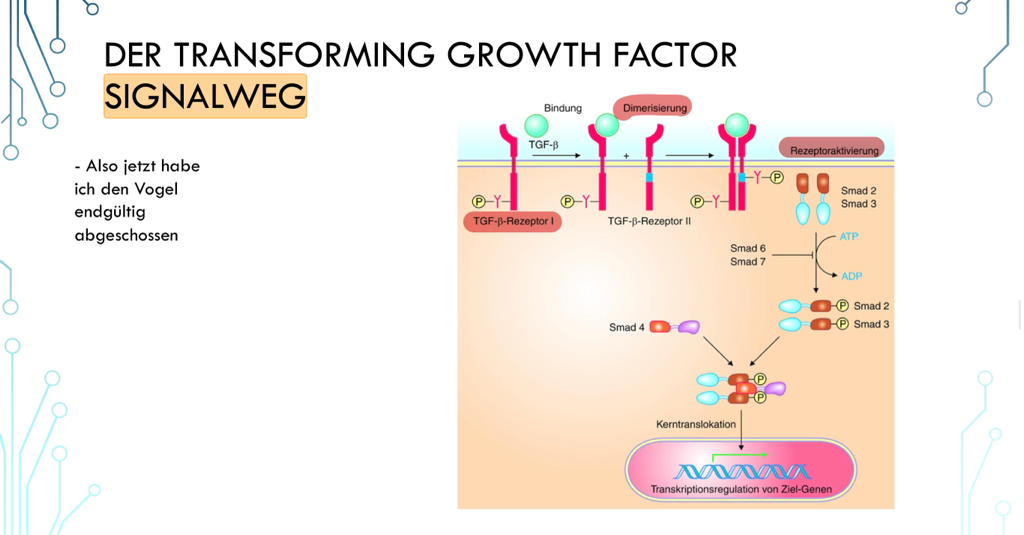 DER TRANSFORMING GROWTH FACTOR
SIGNALWEG
- Also jetzt habe
ich den Vogel
endgültig
abgeschossen
Bindung
Dimerisierung
TGF-β
+
Rezeptoraktivierung
P Y
P Y
P Y
Y P
TGF-β-Rezeptor I
TGF-β-Rezeptor II
Smad 2
Smad 3
ATP
Smad 6
Smad 7
ADP
P Smad 2
P Smad 3
Smad 4
P
P
Kerntranslokation
Transkriptionsregulation von Ziel-Genen